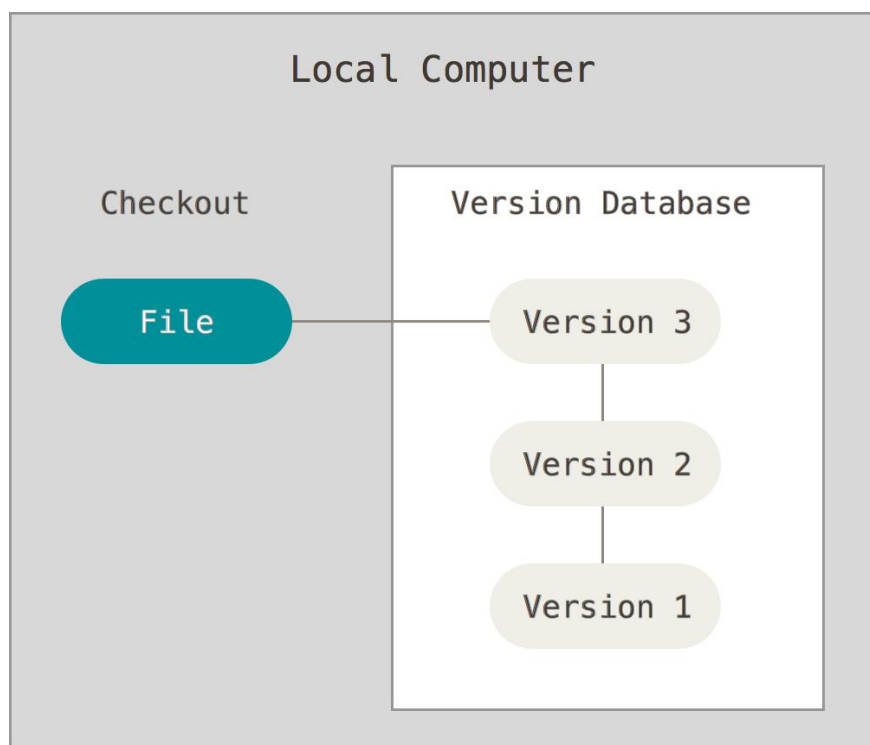 Local Computer
Checkout
Version Database
File
Version 3
Version 2
Version 1